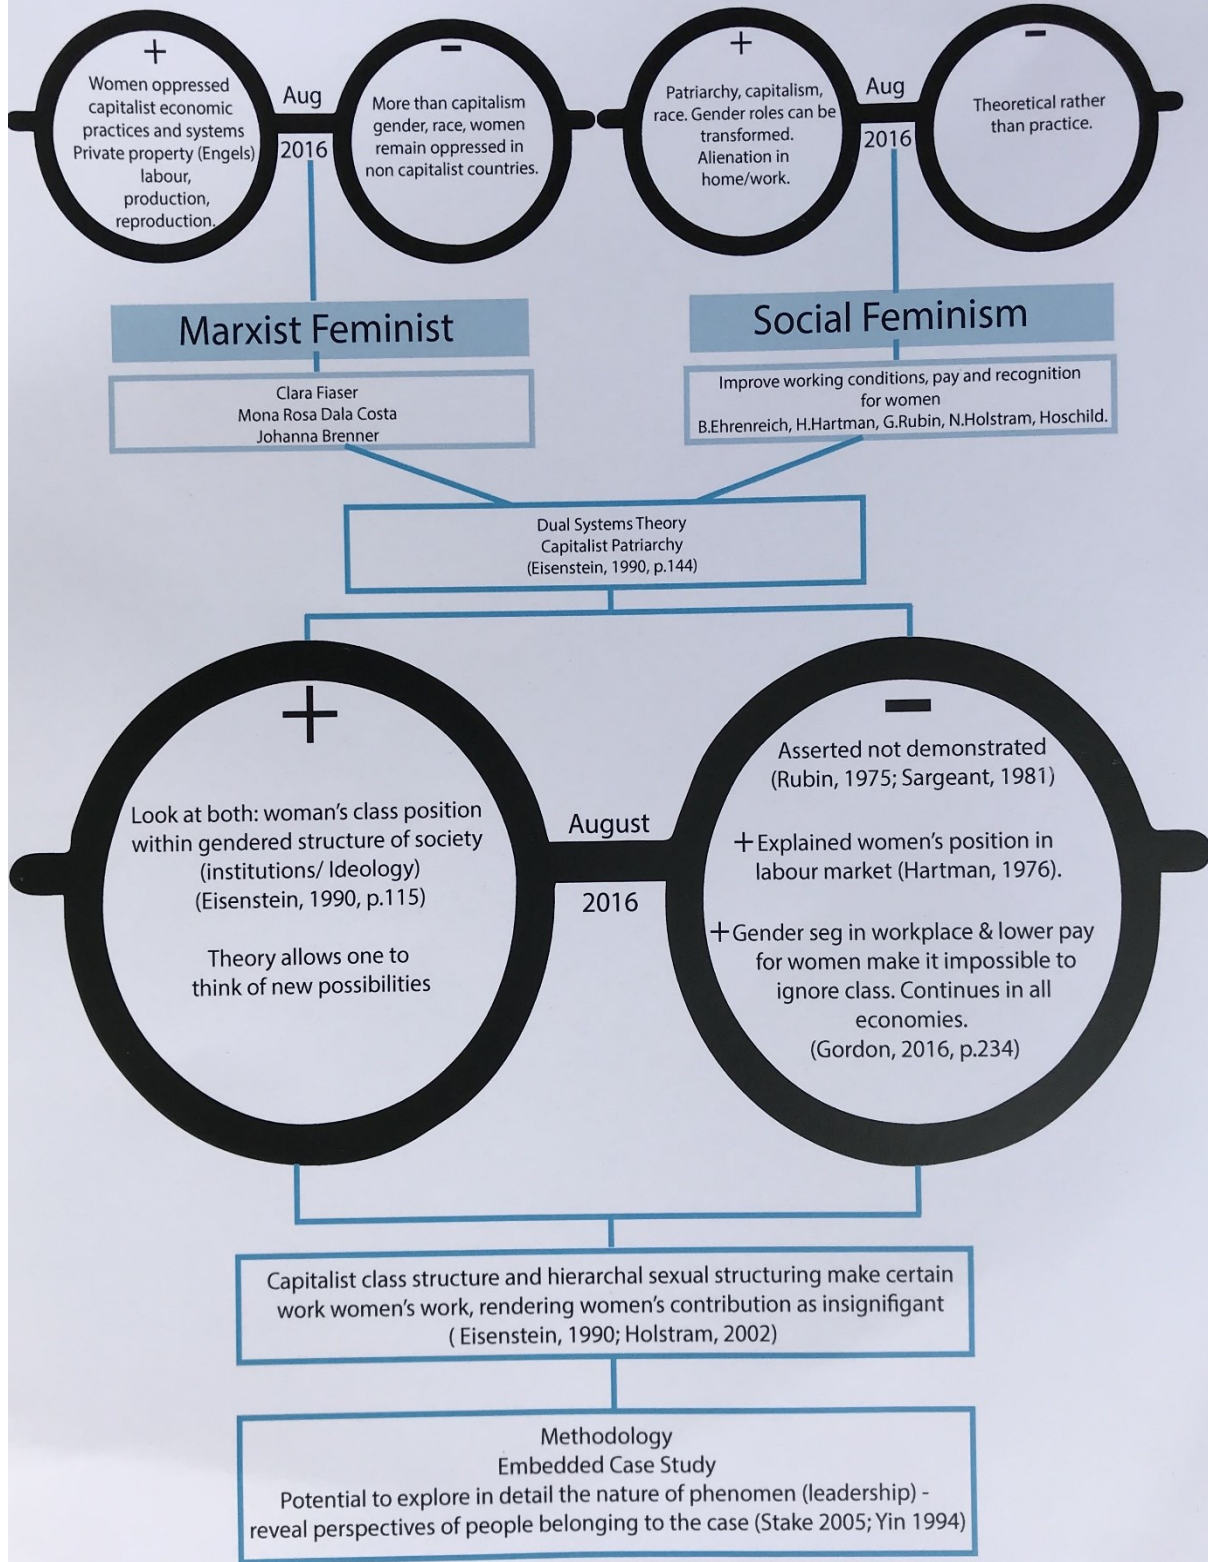 +
Women oppressed
capitalist economic
practices and systems
Private property (Engels)
labour,
production,
reproduction.
Aug
2016
-
More than capitalism
gender, race, women
remain oppressed in
non capitalist countries.
+
Patriarchy, capitalism,
race. Gender roles can be
transformed.
Alienation in
home/work.
Aug
2016
-
Theoretical rather
than practice.
Marxist Feminist
Clara Fiaser
Mona Rosa Dala Costa
Johanna Brenner
Social Feminism
Improve working conditions, pay and recognition
for women
B.Ehrenreich, H.Hartman, G.Rubin, N.Holstram, Hoschild.
Dual Systems Theory
Capitalist Patriarchy
(Eisenstein, 1990, p.144)
+
Look at both: woman's class position
within gendered structure of society
(institutions/ Ideology)
(Eisenstein, 1990, p.115)
Theory allows one to
think of new possibilities
August
2016
-
Asserted not demonstrated
(Rubin, 1975; Sargeant, 1981)
+Explained women's position in
labour market (Hartman, 1976).
+Gender seg in workplace & lower pay
for women make it impossible to
ignore class. Continues in all
economies.
(Gordon, 2016, p.234)
Capitalist class structure and hierarchal sexual structuring make certain
work women's work, rendering women's contribution as insignifigant
( Eisenstein, 1990; Holstram, 2002)
Methodology
Embedded Case Study
Potential to explore in detail the nature of phenomen (leadership) -
reveal perspectives of people belonging to the case (Stake 2005; Yin 1994)